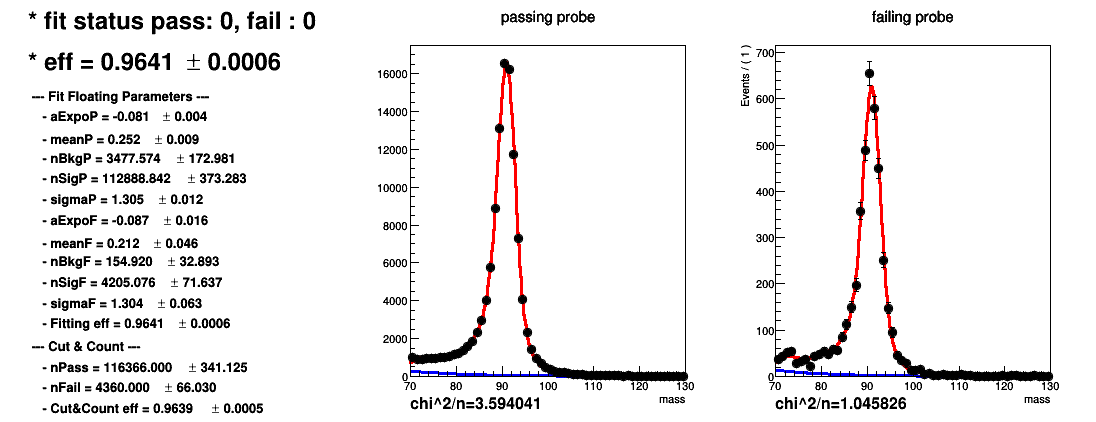 * fit status pass: 0, fail : 0
* eff = 0.9641 ± 0.0006
--- Fit Floating Parameters ---
- aExpoP = -0.081 ± 0.004
- meanP = 0.252 ± 0.009
- nBkgP = 3477.574 ± 172.981
- nSigP = 112888.842 ± 373.283
- sigmaP = 1.305 ± 0.012
- aExpoF = -0.087 ± 0.016
- meanF = 0.212 ± 0.046
- nBkgF = 154.920 ± 32.893
- nSigF = 4205.076 ± 71.637
- sigmaF = 1.304 ± 0.063
- Fitting eff = 0.9641 ± 0.0006
--- Cut & Count ---
- nPass = 116366.000 ± 341.125
- nFail = 4360.000 ± 66.030
- Cut&Count eff = 0.9639 ± 0.0005
passing probe
16000
14000
12000
10000
8000
6000
4000
2000
0
70 80 90 100 110 120 130
mass
chi^2/n=3.594041
failing probe
Events / ( 1 )
700
600
500
400
300
200
100
0
70 80 90 100 110 120 130
mass
chi^2/n=1.045826